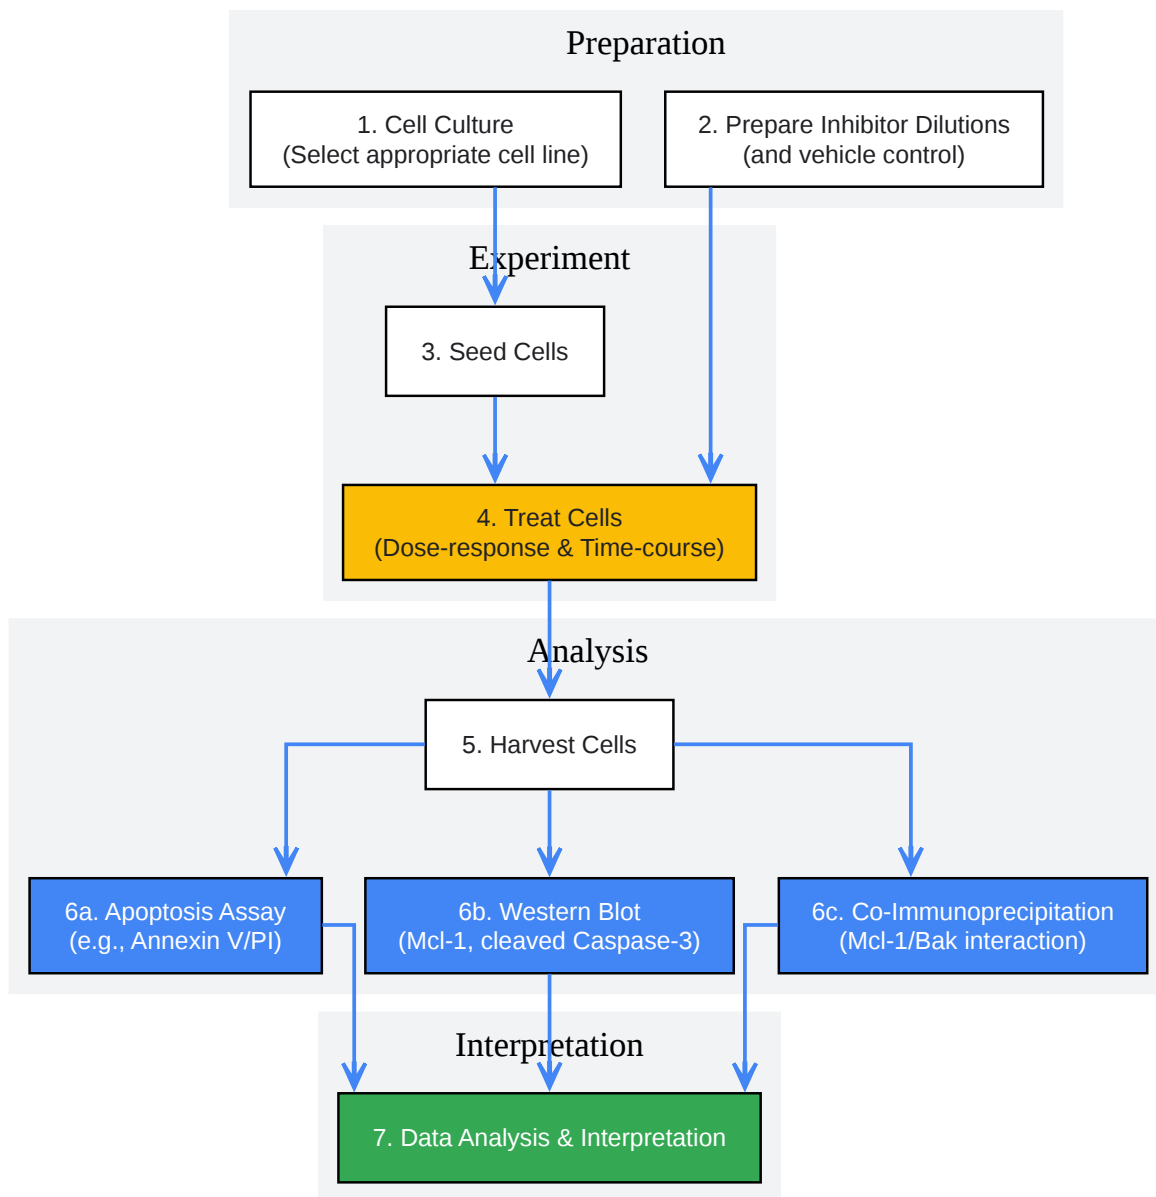 Preparation
1. Cell Culture
(Select appropriate cell line)
2. Prepare Inhibitor Dilutions
(and vehicle control)
Experiment
3. Seed Cells
4. Treat Cells
(Dose-response & Time-course)
Analysis
5. Harvest Cells
6a. Apoptosis Assay
(e.g., Annexin V/PI)
6b. Western Blot
(Mcl-1, cleaved Caspase-3)
6c. Co-Immunoprecipitation
(Mcl-1/Bak interaction)
Interpretation
7. Data Analysis & Interpretation